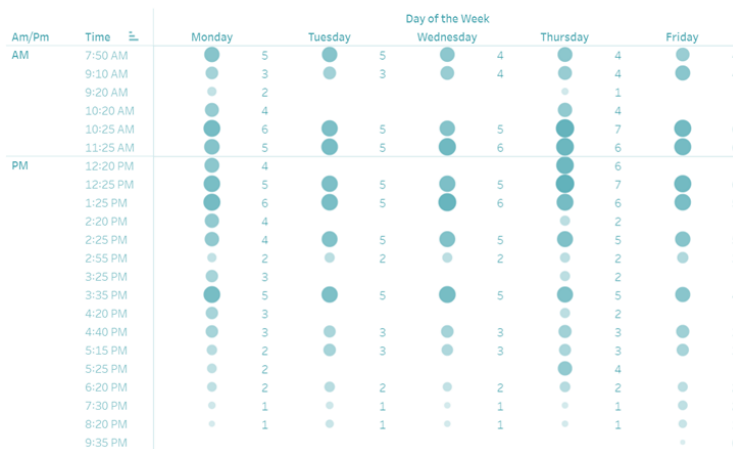 Day of the Week
Am/Pm Time Monday Tuesday Wednesday Thursday Friday
AM 7:50 AM 5 5 4 4
9:10 AM 3 3 4 4
9:20 AM 2 1
10:20 AM 4 4
10:25 AM 6 5 5 7
11:25 AM 5 5 6 6
PM 12:20 PM 4 6
12:25 PM 5 5 5 7
1:25 PM 6 5 6 6
2:20 PM 4 2
2:25 PM 4 5 5 5
2:55 PM 2 2 2 2
3:25 PM 3 2
3:35 PM 5 5 5 5
4:20 PM 3 2
4:40 PM 3 3 3 3
5:15 PM 2 3 3 3
5:25 PM 2 4
6:20 PM 2 2 2 2
7:30 PM 1 1 1 1
8:20 PM 1 1 1 1
9:35 PM